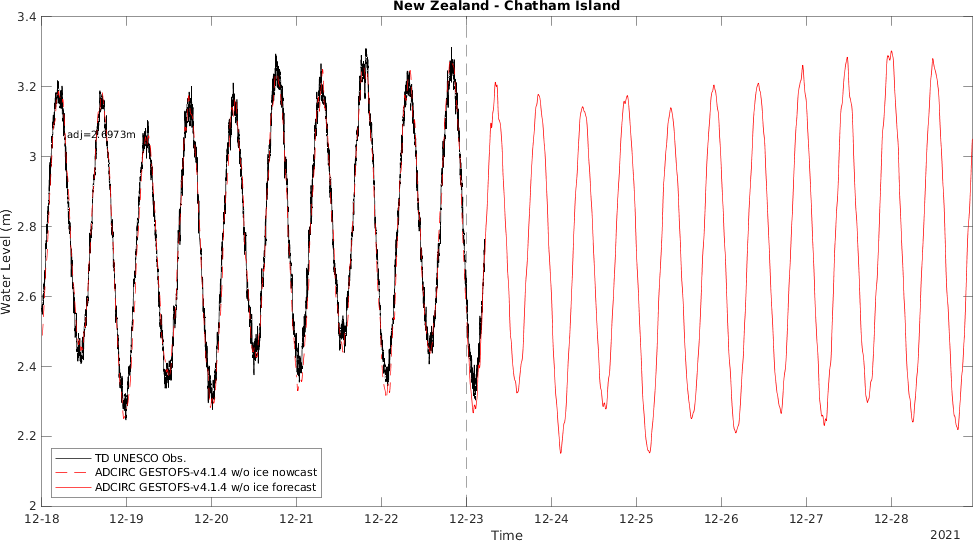 New Zealand - Chatham Island
3.4
3.2
3
2.8
2.6
2.4
2.2
2
Water Level (m)
adj=2.6973m
TD UNESCO Obs.
ADCIRC GESTOFS-v4.1.4 w/o ice nowcast
ADCIRC GESTOFS-v4.1.4 w/o ice forecast
12-18 12-19 12-20 12-21 12-22 12-23 12-24 12-25 12-26 12-27 12-28
Time
2021